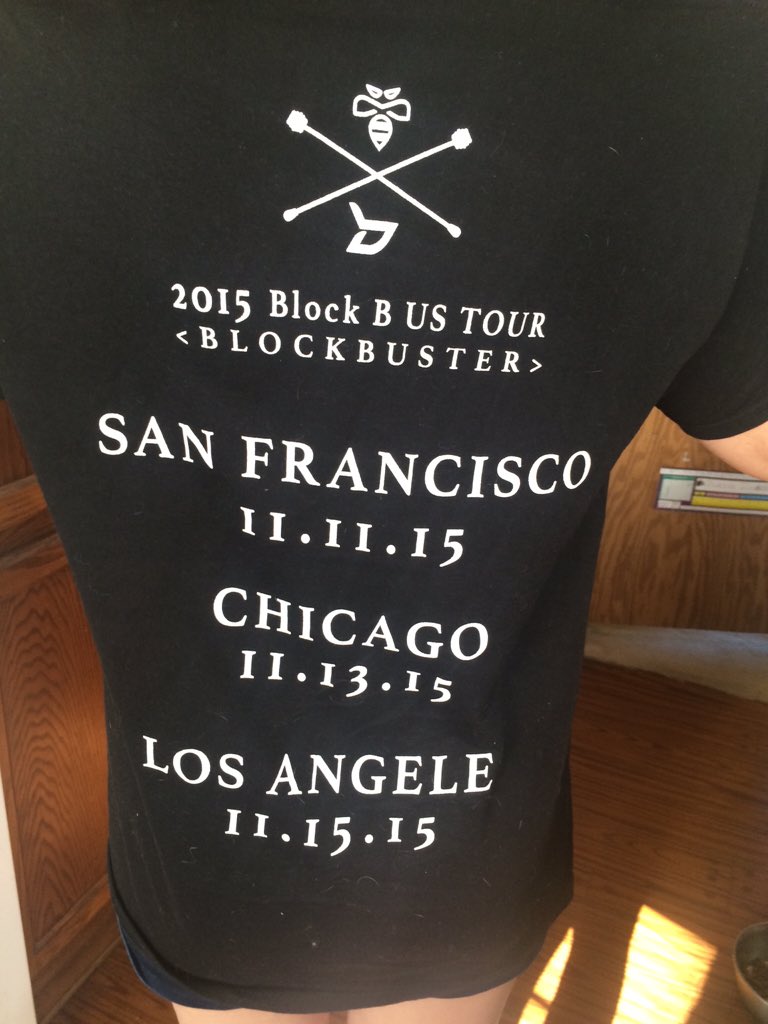 2015 Block B US TOUR
<BLOCKBUSTER>
SAN FRANCISCO
11.11.15
CHICAGO
11.13.15
LOS ANGELE
11.15.15